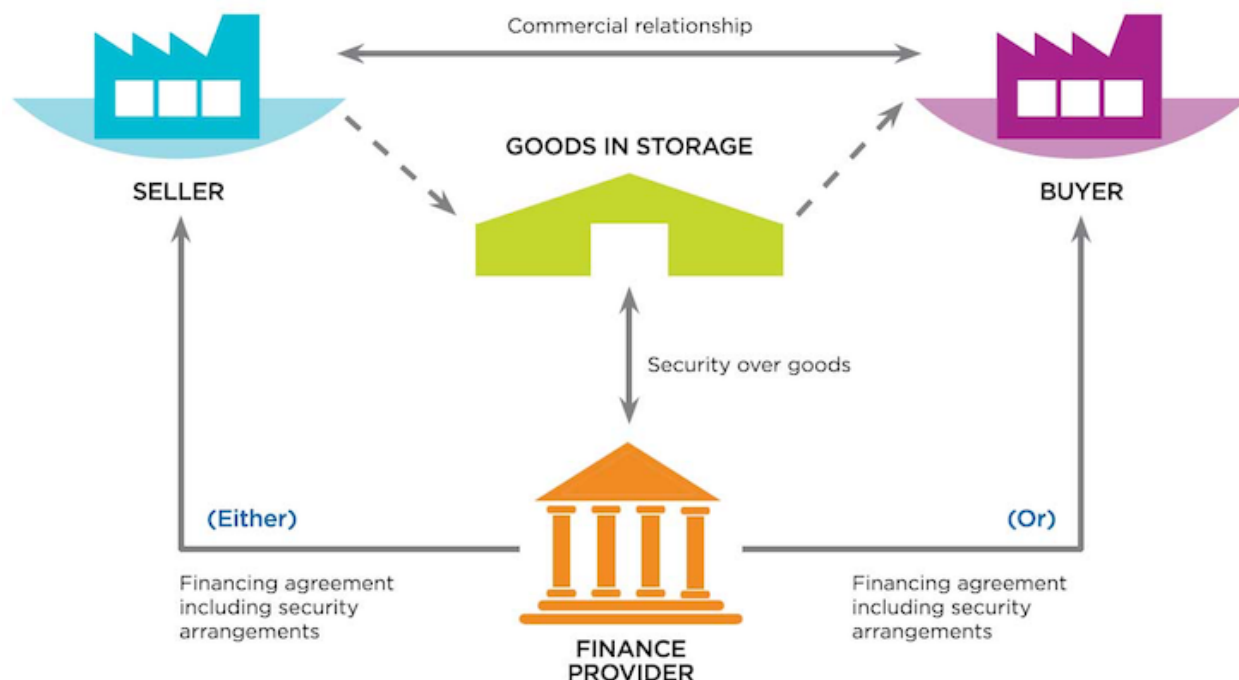 Commercial relationship
GOODS IN STORAGE
SELLER
BUYER
Security over goods
(Either)
(Or)
Financing agreement
including security
arrangements
Financing agreement
including security
arrangements
FINANCE
PROVIDER